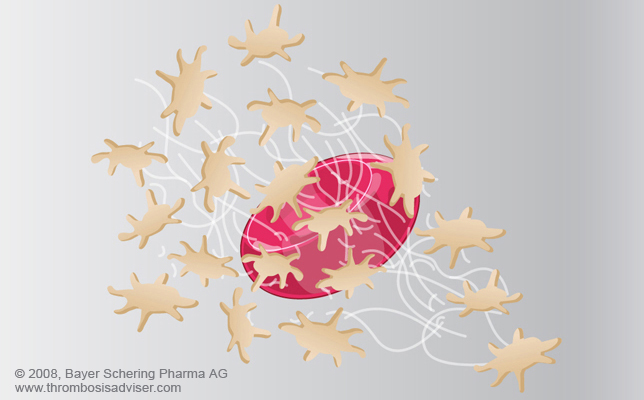 © 2008, Bayer Schering Pharma AG
www.thrombosisadviser.com